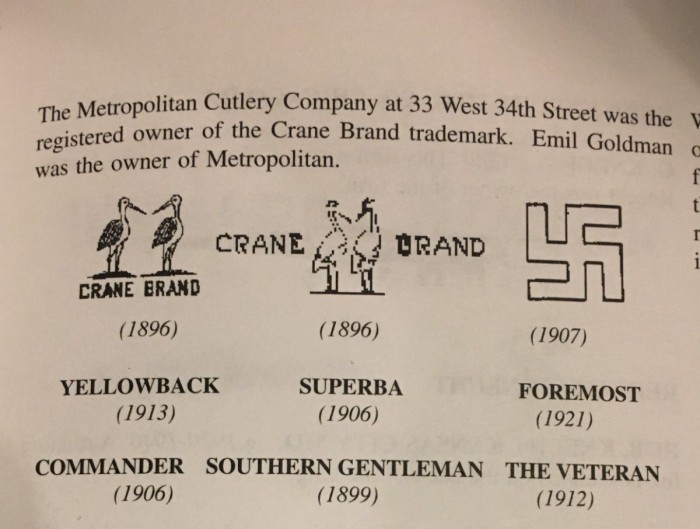 The Metropolitan Cutlery Company at 33 West 34th Street was the
registered owner of the Crane Brand trademark. Emil Goldman
was the owner of Metropolitan.
CRANE BRAND
CRANE BRAND
(1896) (1896) (1907)
YELLOWBACK SUPERBA FOREMOST
(1913) (1906) (1921)
COMMANDER SOUTHERN GENTLEMAN THE VETERAN
(1906) (1899) (1912)